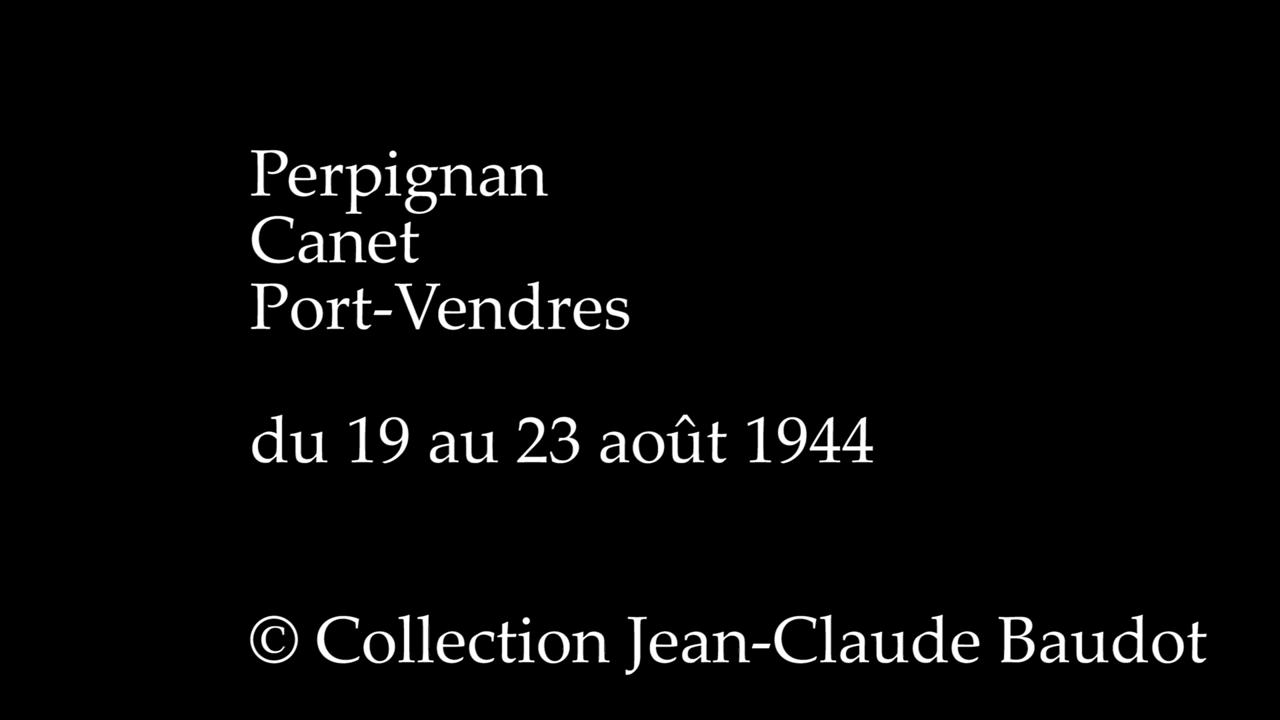 Perpignan
Canet
Port-Vendres
du 19 au 23 août 1944
© Collection Jean-Claude Baudot